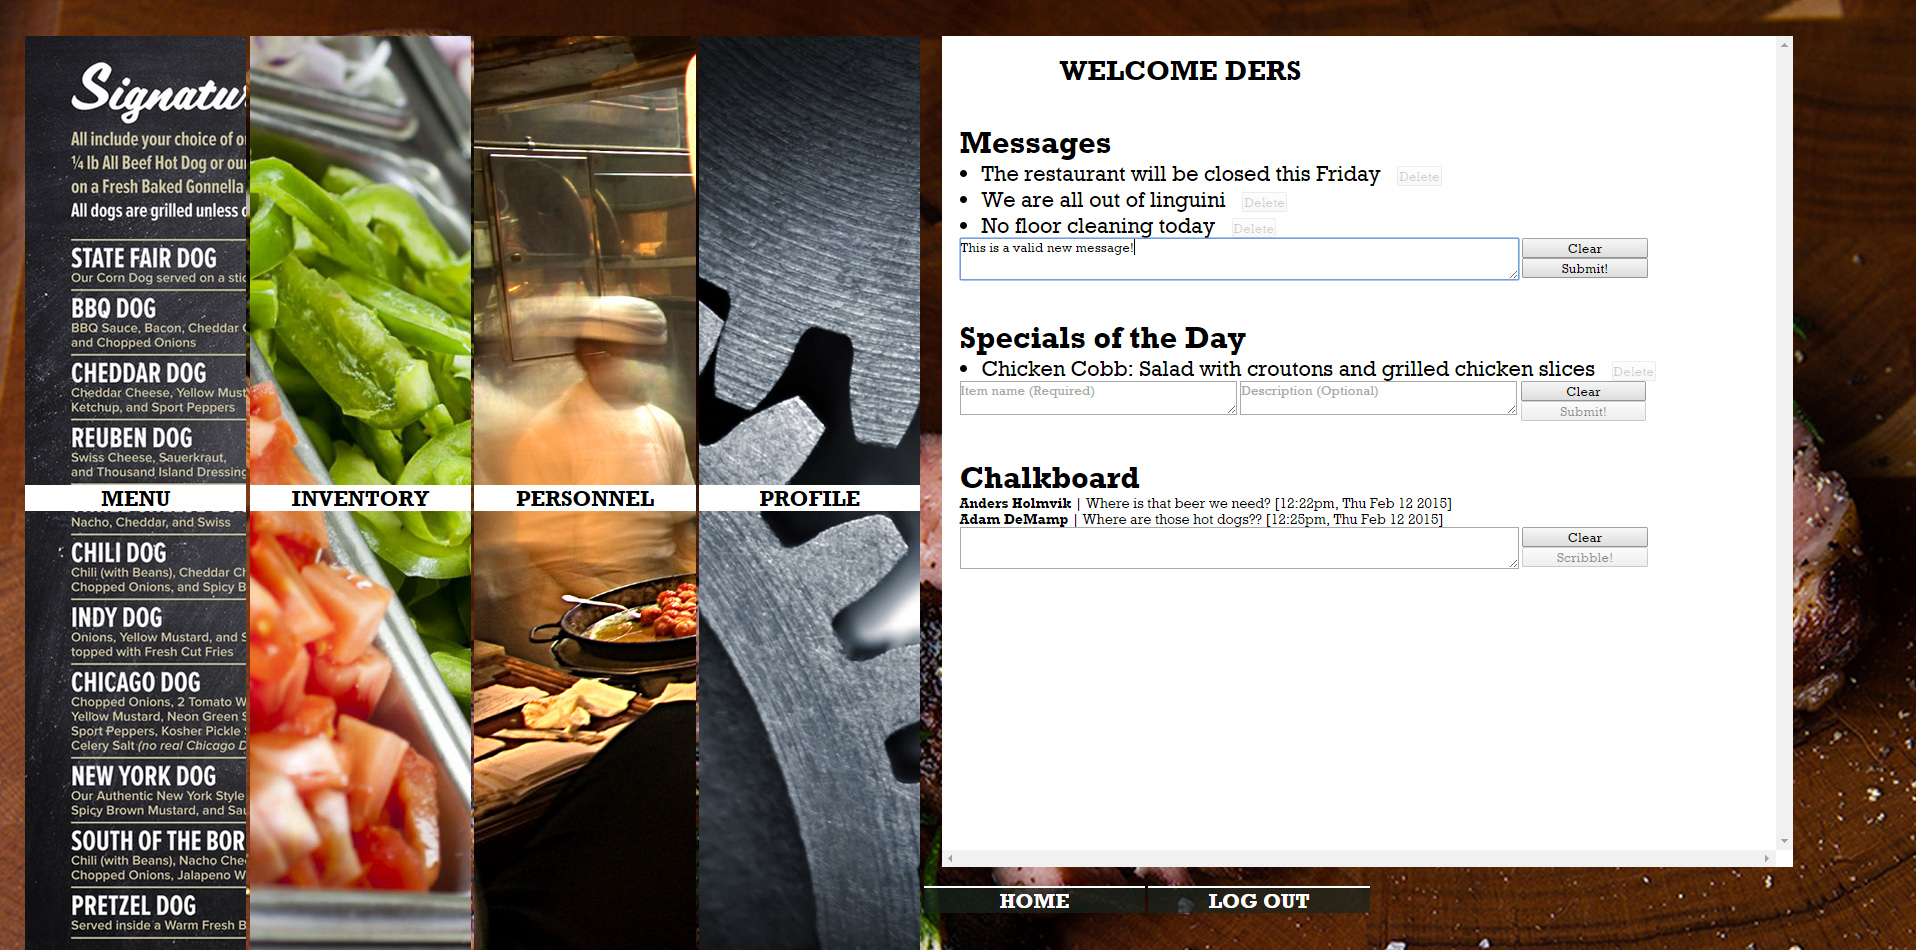 Signatur
All include your choice of o
¼ lb All Beef Hot Dog or our
on a Fresh Baked Gonnella
All dogs are grilled unless
STATE FAIR DOG
Our Corn Dog served on a stic
BBQ DOG
BBQ Sauce, Bacon, Cheddar
and Chopped Onions
CHEDDAR DOG
Cheddar Cheese, Yellow Must
Ketchup, and Sport Peppers
REUBEN DOG
Swiss Cheese, Sauerkraut,
and Thousand Island Dressing
MENU
Nacho, Cheddar, and Swiss
CHILI DOG
Chili (with Beans), Cheddar Ch
Chopped Onions, and Spicy B
INDY DOG
Onions, Yellow Mustard, and S
topped with Fresh Cut Fries
CHICAGO DOG
Chopped Onions, 2 Tomato W
Yellow Mustard, Neon Green S
Sport Peppers, Kosher Pickle
Celery Salt (no real Chicago D
NEW YORK DOG
Our Authentic New York Style
Spicy Brown Mustard, and Sau
SOUTH OF THE BOR
Chili (with Beans), Nacho Chee
Chopped Onions, Jalapeno W
PRETZEL DOG
Served inside a Warm Fresh B
INVENTORY
PERSONNEL
PROFILE
WELCOME DERS
Messages
• The restaurant will be closed this Friday Delete
• We are all out of linguini Delete
• No floor cleaning today Delete
This is a valid new message! Clear
Submit!
Specials of the Day
• Chicken Cobb: Salad with croutons and grilled chicken slices Delete
Item name (Required) Description (Optional) Clear
Submit!
Chalkboard
Anders Holmvik | Where is that beer we need? [12:22pm, Thu Feb 12 2015]
Adam DeMamp | Where are those hot dogs?? [12:25pm, Thu Feb 12 2015]
Clear
Scribble!
HOME LOG OUT